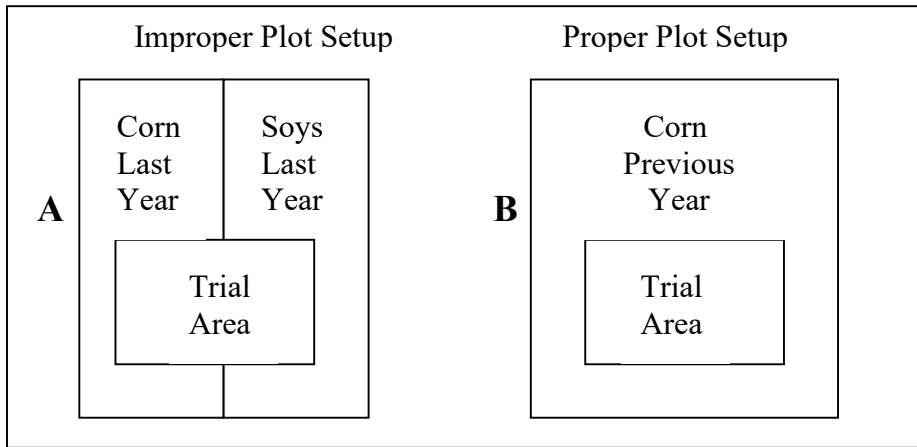 Improper Plot Setup
Proper Plot Setup
Corn
Last
Year
Soys
Last
Year
A
Trial
Area
Corn
Previous
Year
B
Trial
Area